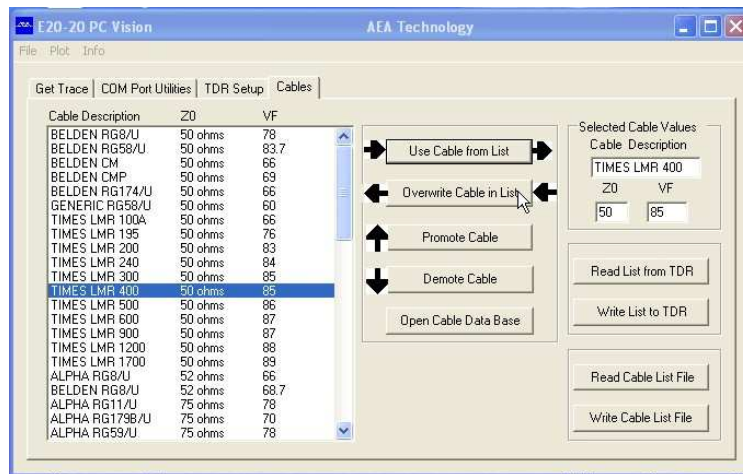 E20-20 PC Vision AEA Technology
File Plot Info
Get Trace COM Port Utilities TDR Setup Cables
Cable Description Z0 VF
BELDEN RG8/U 50 ohms 78
BELDEN RG58/U 50 ohms 83.7
BELDEN CM 50 ohms 66
BELDEN CMP 50 ohms 69
BELDEN RG174/U 50 ohms 66
GENERIC RG58/U 50 ohms 60
TIMES LMR 100A 50 ohms 66
TIMES LMR 195 50 ohms 76
TIMES LMR 200 50 ohms 83
TIMES LMR 240 50 ohms 84
TIMES LMR 300 50 ohms 85
TIMES LMR 400 50 ohms 85
TIMES LMR 500 50 ohms 86
TIMES LMR 600 50 ohms 87
TIMES LMR 900 50 ohms 87
TIMES LMR 1200 50 ohms 88
TIMES LMR 1700 50 ohms 89
ALPHA RG8/U 52 ohms 66
BELDEN RG8/U 52 ohms 68.7
ALPHA RG11/U 75 ohms 78
ALPHA RG179B/U 75 ohms 70
ALPHA RG59/U 75 ohms 78
Use Cable from List
Overwrite Cable in List
Promote Cable
Demote Cable
Open Cable Data Base
Selected Cable Values
Cable Description
TIMES LMR 400
Z0 VF
50 85
Read List from TDR
Write List to TDR
Read Cable List File
Write Cable List File